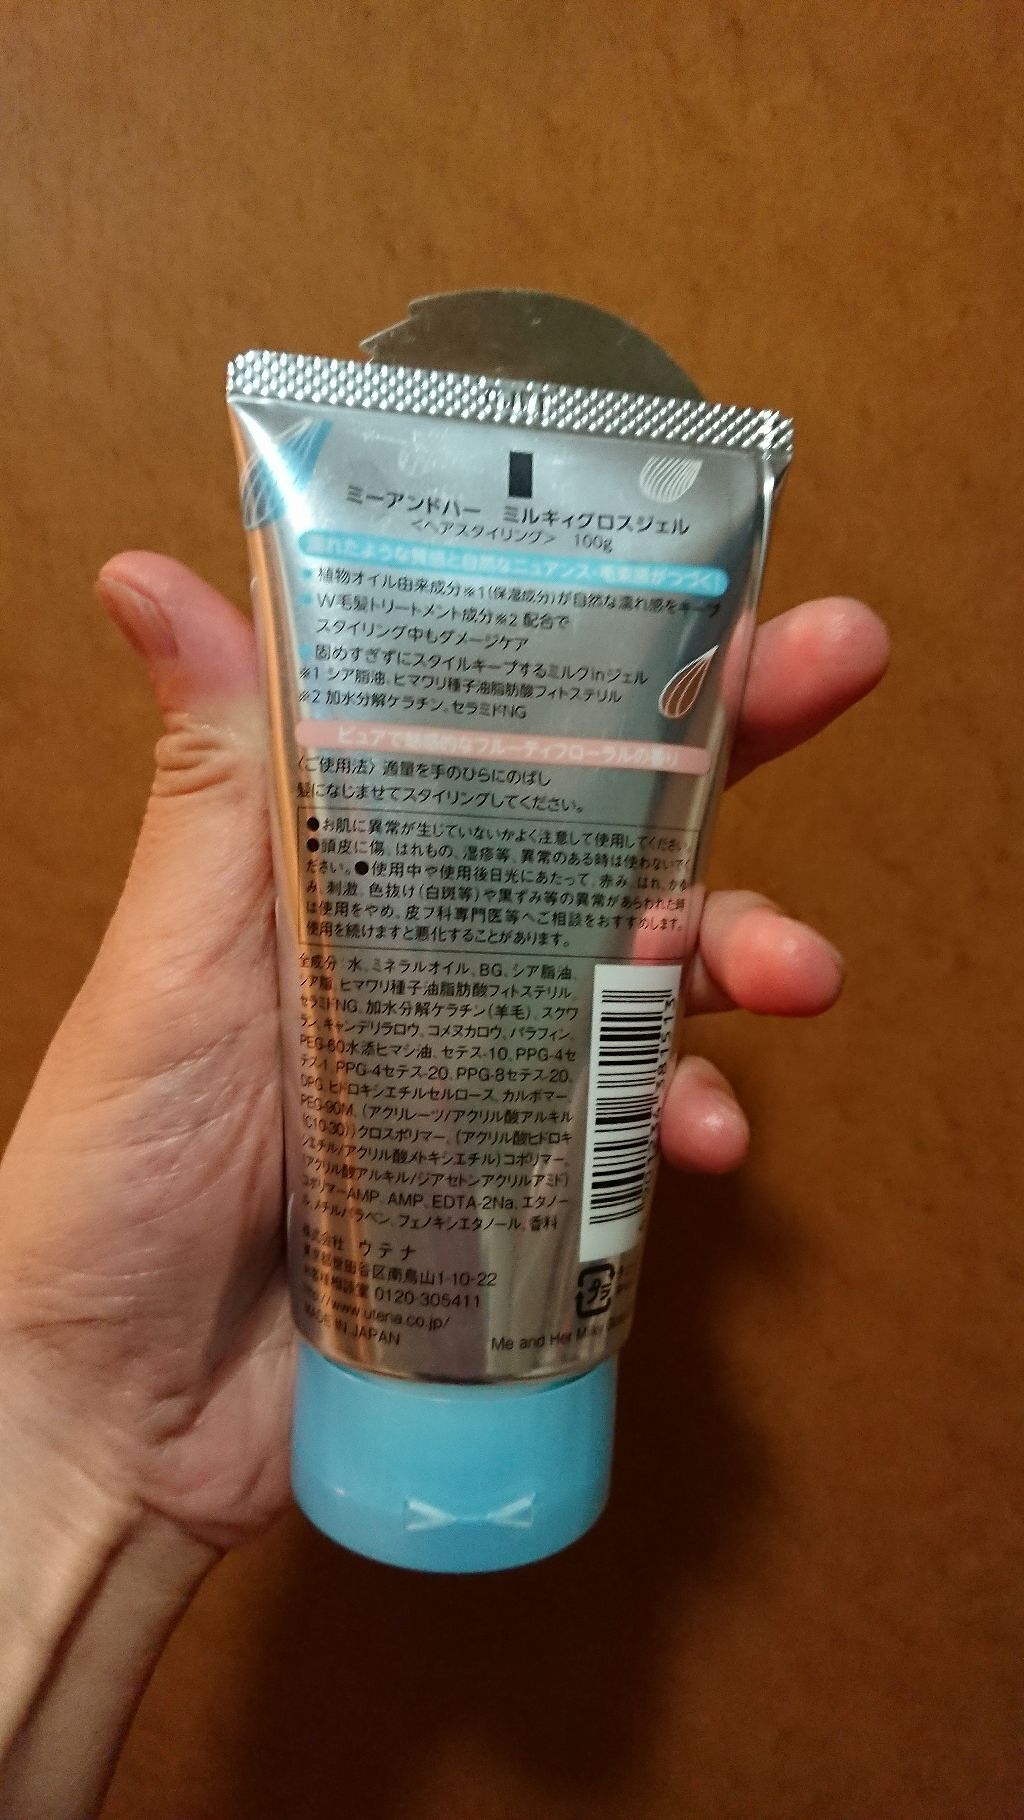 ミーアンドハー ミルキィグロスジェル
<ヘアスタイリング> 100g
濡れたような質感と自然なニュアンス・毛束感がつづく!
植物オイル由来成分※1(保湿成分)が自然な濡れ感をキープ
W毛髪トリートメント成分※2 配合で
スタイリング中もダメージケア
固めすぎずにスタイルキープするミルクinジェル
※1 シア脂油、ヒマワリ種子油脂肪酸フィトステリル
※2 加水分解ケラチン、セラミドNG
ピュアで魅惑的なフルーティフローラルの香り
〈ご使用法〉適量を手のひらにのばし
髪になじませてスタイリングしてください。
●お肌に異常が生じていないかよく注意して使用してください。
●頭皮に傷、はれもの、湿疹等、異常のある時は使わないでく
ださい。●使用中や使用後日光にあたって、赤み、はれ、かゆ
み、刺激、色抜け(白斑等)や黒ずみ等の異常があらわれた時
は使用をやめ、皮フ科専門医等へご相談をおすすめします。
使用を続けますと悪化することがあります。
全成分:水、ミネラルオイル、BG、シア脂油、
シア脂、ヒマワリ種子油脂肪酸フィトステリル、
セラミドNG、加水分解ケラチン(羊毛)、スクワ
ラン、キャンデリラロウ、コメヌカロウ、パラフィン、
PEG-60水添ヒマシ油、セテス-10、PPG-4セ
テス-1、PPG-4セテス-20、PPG-8セテス-20、
DPG、ヒドロキシエチルセルロース、カルボマー、
PEG-90M、(アクリレーツ/アクリル酸アルキル
(C10-30))クロスポリマー、(アクリル酸ヒドロキ
シエチル/アクリル酸メトキシエチル)コポリマー、
(アクリル酸アルキル/ジアセトンアクリルアミド)
コポリマーAMP、AMP、EDTA-2Na、エタノー
ル、メチルパラベン、フェノキシエタノール、香料
株式会社 ウテナ
東京都世田谷区南烏山1-10-22
お客様相談室 0120-305411
http://www.utena.co.jp/
MADE IN JAPAN
Me and Her Milky
プラ